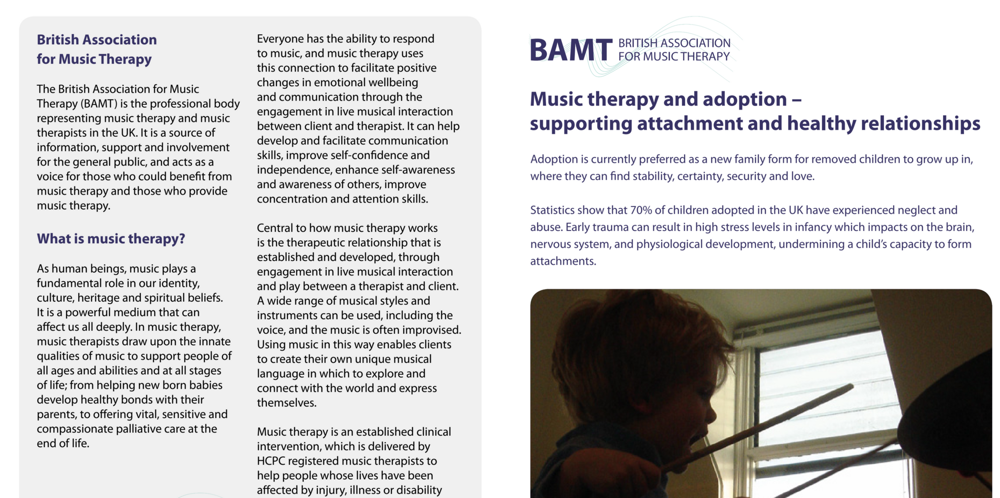 British Association
for Music Therapy
The British Association for Music
Therapy (BAMT) is the professional body
representing music therapy and music
therapists in the UK. It is a source of
information, support and involvement
for the general public, and acts as a
voice for those who could benefit from
music therapy and those who provide
music therapy.
What is music therapy?
As human beings, music plays a
fundamental role in our identity,
culture, heritage and spiritual beliefs.
It is a powerful medium that can
affect us all deeply. In music therapy,
music therapists draw upon the innate
qualities of music to support people of
all ages and abilities and at all stages
of life; from helping new born babies
develop healthy bonds with their
parents, to offering vital, sensitive and
compassionate palliative care at the
end of life.
Everyone has the ability to respond
to music, and music therapy uses
this connection to facilitate positive
changes in emotional wellbeing
and communication through the
engagement in live musical interaction
between client and therapist. It can help
develop and facilitate communication
skills, improve self-confidence and
independence, enhance self-awareness
and awareness of others, improve
concentration and attention skills.
Central to how music therapy works
is the therapeutic relationship that is
established and developed, through
engagement in live musical interaction
and play between a therapist and client.
A wide range of musical styles and
instruments can be used, including the
voice, and the music is often improvised.
Using music in this way enables clients
to create their own unique musical
language in which to explore and
connect with the world and express
themselves.
Music therapy is an established clinical
intervention, which is delivered by
HCPC registered music therapists to
help people whose lives have been
affected by injury, illness or disability
BAMT BRITISH ASSOCIATION
FOR MUSIC THERAPY
Music therapy and adoption –
supporting attachment and healthy relationships
Adoption is currently preferred as a new family form for removed children to grow up in,
where they can find stability, certainty, security and love.
Statistics show that 70% of children adopted in the UK have experienced neglect and
abuse. Early trauma can result in high stress levels in infancy which impacts on the brain,
nervous system, and physiological development, undermining a child's capacity to form
attachments.